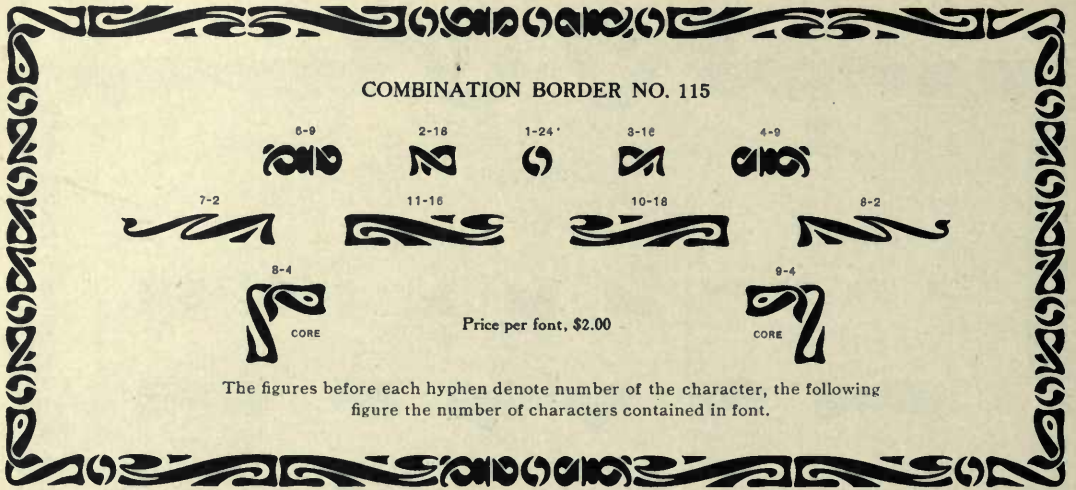 COMBINATION BORDER NO. 115
6-9 2-18 1-24 3-16 4-9
7-2 11-16 10-18 8-2
8-4 9-4
CORE CORE
Price per font, $2.00
The figures before each hyphen denote number of the character, the following
figure the number of characters contained in font.